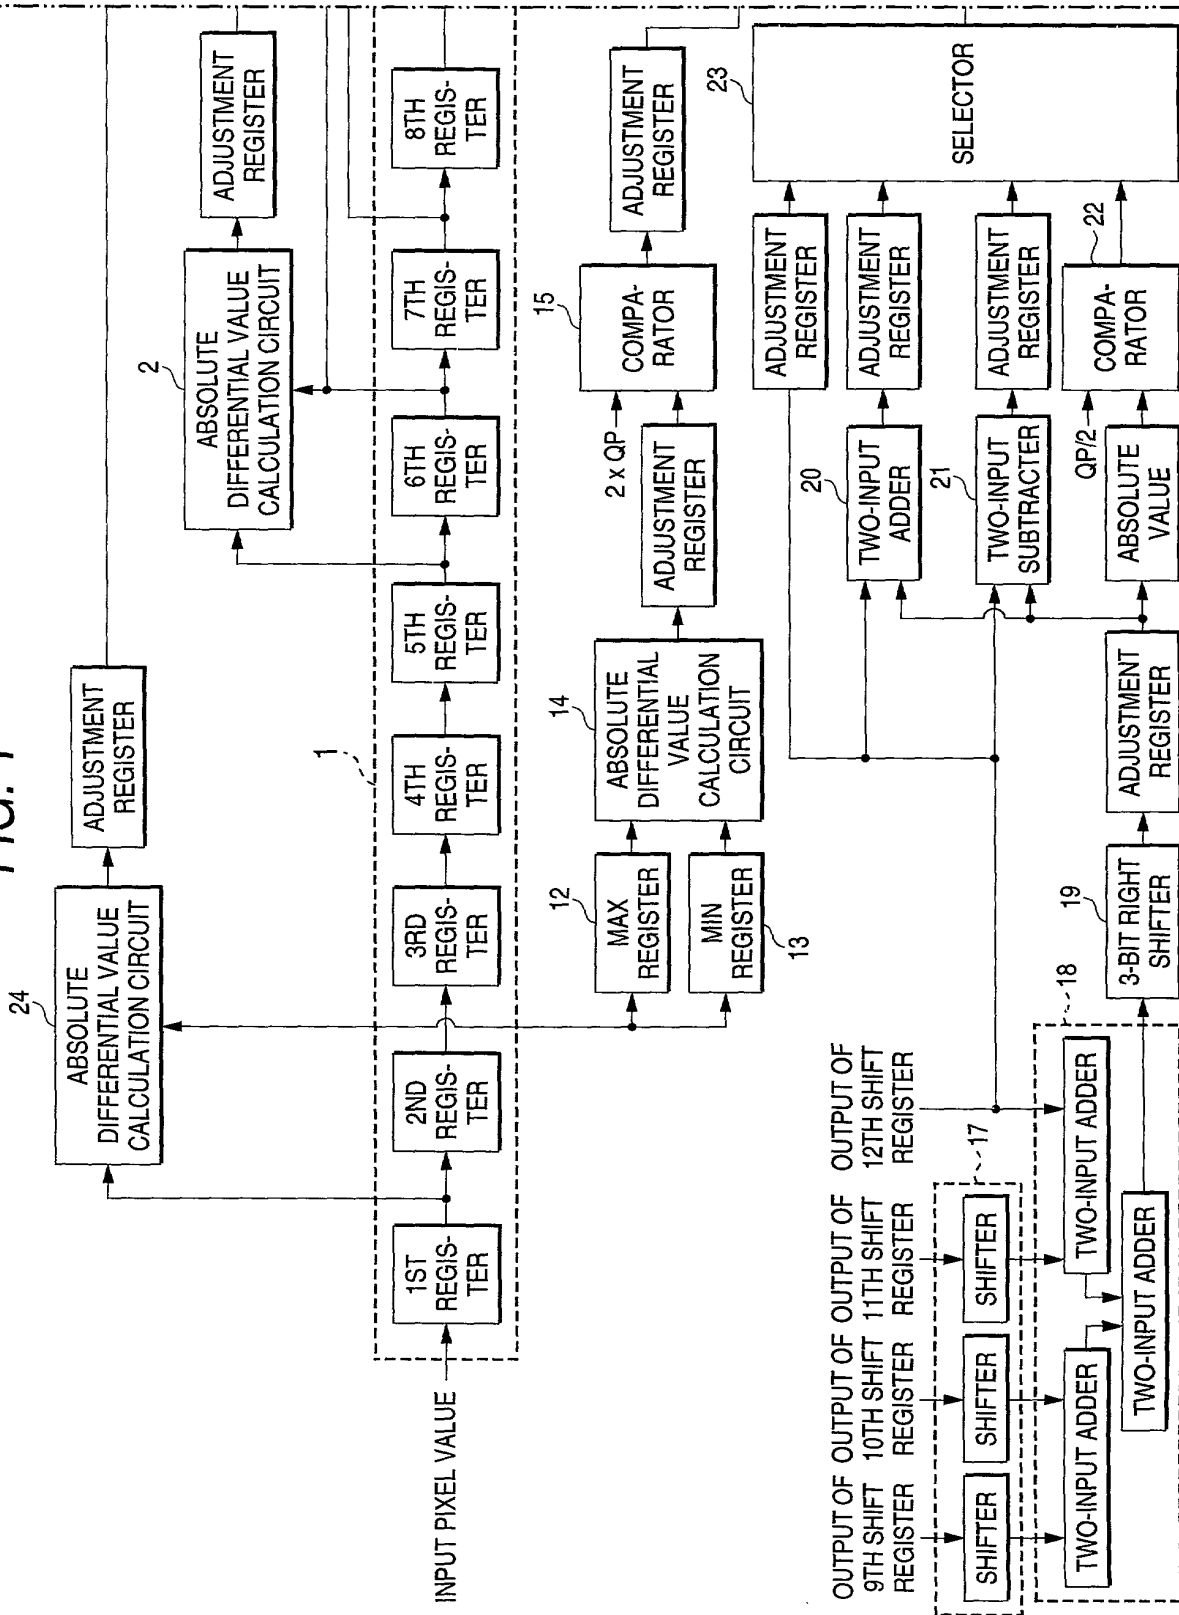 FIG. 1
24
ABSOLUTE
DIFFERENTIAL VALUE
CALCULATION CIRCUIT
ADJUSTMENT
REGISTER
2
ABSOLUTE
DIFFERENTIAL VALUE
CALCULATION CIRCUIT
ADJUSTMENT
REGISTER
1
INPUT PIXEL VALUE
1ST
REGIS-
TER
2ND
REGIS-
TER
3RD
REGIS-
TER
4TH
REGIS-
TER
5TH
REGIS-
TER
6TH
REGIS-
TER
7TH
REGIS-
TER
8TH
REGIS-
TER
12
MAX
REGISTER
MIN
REGISTER
13
14
ABSOLUTE
DIFFERENTIAL
VALUE
CALCULATION
CIRCUIT
ADJUSTMENT
REGISTER
2 x QP
15
COMPA-
RATOR
ADJUSTMENT
REGISTER
23
SELECTOR
ADJUSTMENT
REGISTER
20
TWO-INPUT
ADDER
ADJUSTMENT
REGISTER
21
TWO-INPUT
SUBTRACTER
ADJUSTMENT
REGISTER
QP/2
ABSOLUTE
VALUE
22
COMPA-
RATOR
OUTPUT OF
9TH SHIFT
REGISTER
OUTPUT OF
10TH SHIFT
REGISTER
OUTPUT OF
11TH SHIFT
REGISTER
OUTPUT OF
12TH SHIFT
REGISTER
17
SHIFTER
SHIFTER
SHIFTER
18
TWO-INPUT ADDER
TWO-INPUT ADDER
TWO-INPUT ADDER
19
3-BIT RIGHT
SHIFTER
ADJUSTMENT
REGISTER